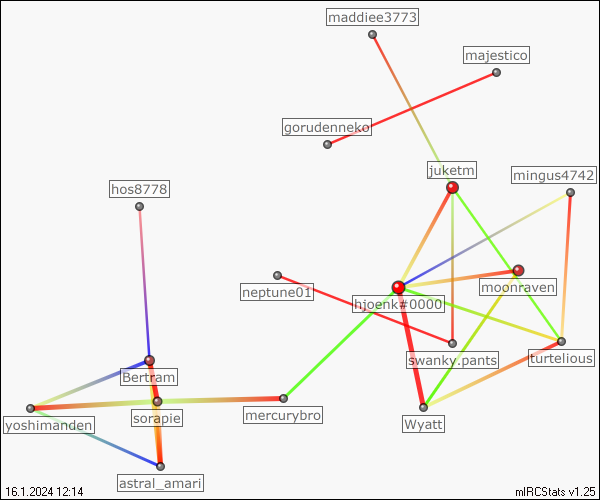 maddiee3773
majestico
gorudenneko
juketm
mingus4742
hos8778
moonraven
neptune01
hjoenk#0000
swanky.pants
turtelious
Bertram
mercurybro
sorapie
yoshimanden
Wyatt
astral_amari
16.1.2024 12:14
mIRCStats v1.25